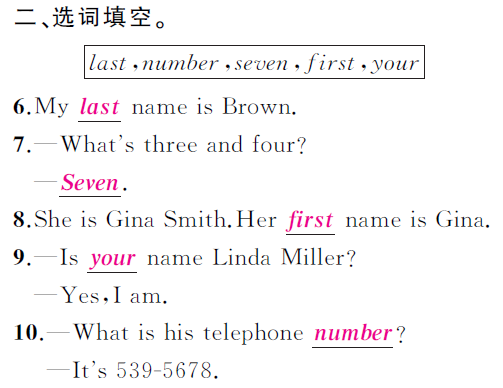 二、选词填空。
last,number,seven,first,your
6.My last name is Brown.
7.—What's three and four?
—Seven.
8.She is Gina Smith.Her first name is Gina.
9.—Is your name Linda Miller?
—Yes,I am.
10.—What is his telephone number?
—It's 539-5678.